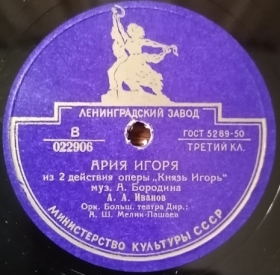 ЛЕНИНГРАДСКИЙ ЗАВОД
В
022906
ГОСТ 5289-50
ТРЕТИЙ КЛ.
АРИЯ ИГОРЯ
из 2 действия оперы „Князь Игорь"
муз. А. Бородина
А. А. Иванов
Орк. Больш. театра Дир.:
А. Ш. Мелик-Пашаев
МИНИСТЕРСТВО КУЛЬТУРЫ СССР